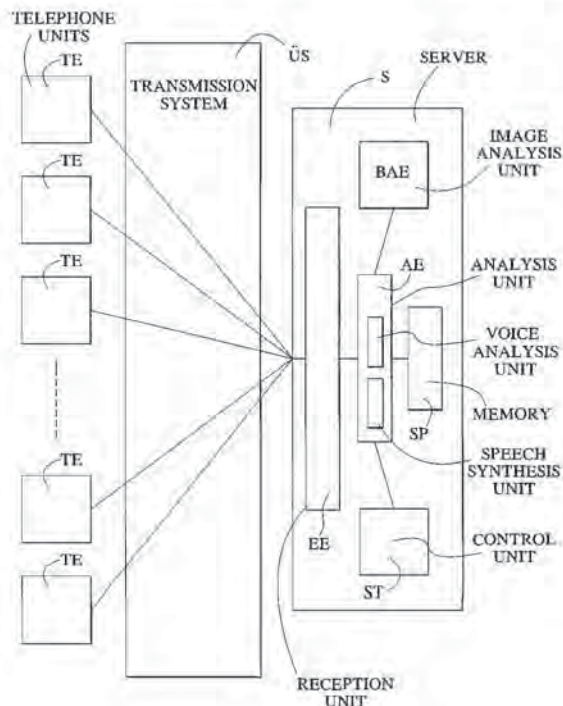 TELEPHONE
UNITS
TE
TE
TE
TE
TE
ÜS
TRANSMISSION
SYSTEM
S
SERVER
BAE
IMAGE
ANALYSIS
UNIT
AE
ANALYSIS
UNIT
VOICE
ANALYSIS
UNIT
SP
MEMORY
SPEECH
SYNTHESIS
UNIT
EE
CONTROL
UNIT
ST
RECEPTION
UNIT